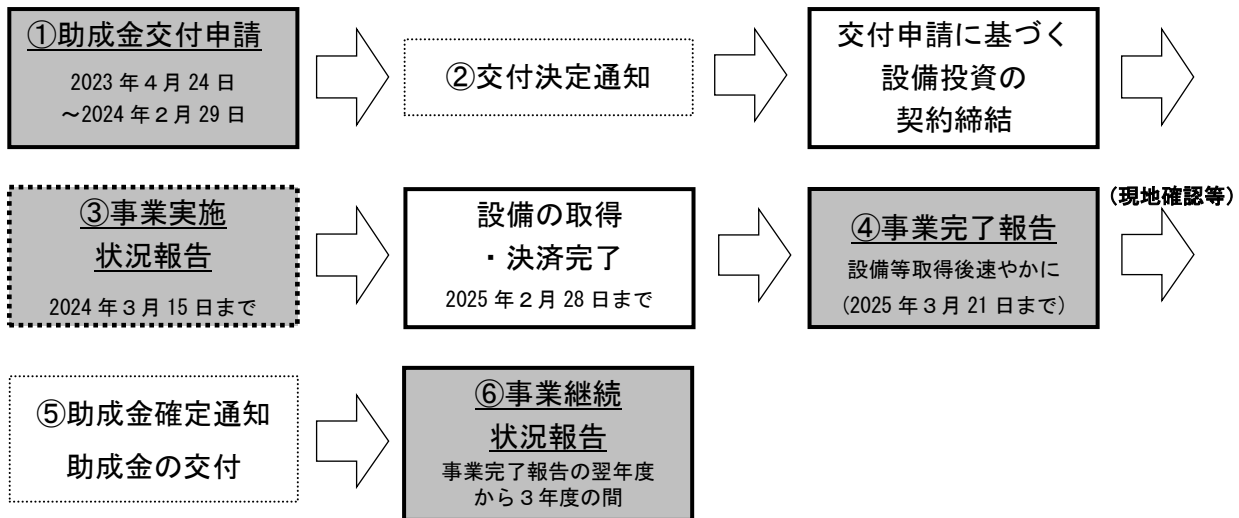 ①助成金交付申請
2023年4月24日
～2024年2月29日
②交付決定通知
交付申請に基づく
設備投資の
契約締結
③事業実施
状況報告
2024年3月15日まで
設備の取得
・決済完了
2025年2月28日まで
④事業完了報告
設備等取得後速やかに
(2025年3月21日まで)
(現地確認等)
⑤助成金確定通知
助成金の交付
⑥事業継続
状況報告
事業完了報告の翌年度
から3年度の間